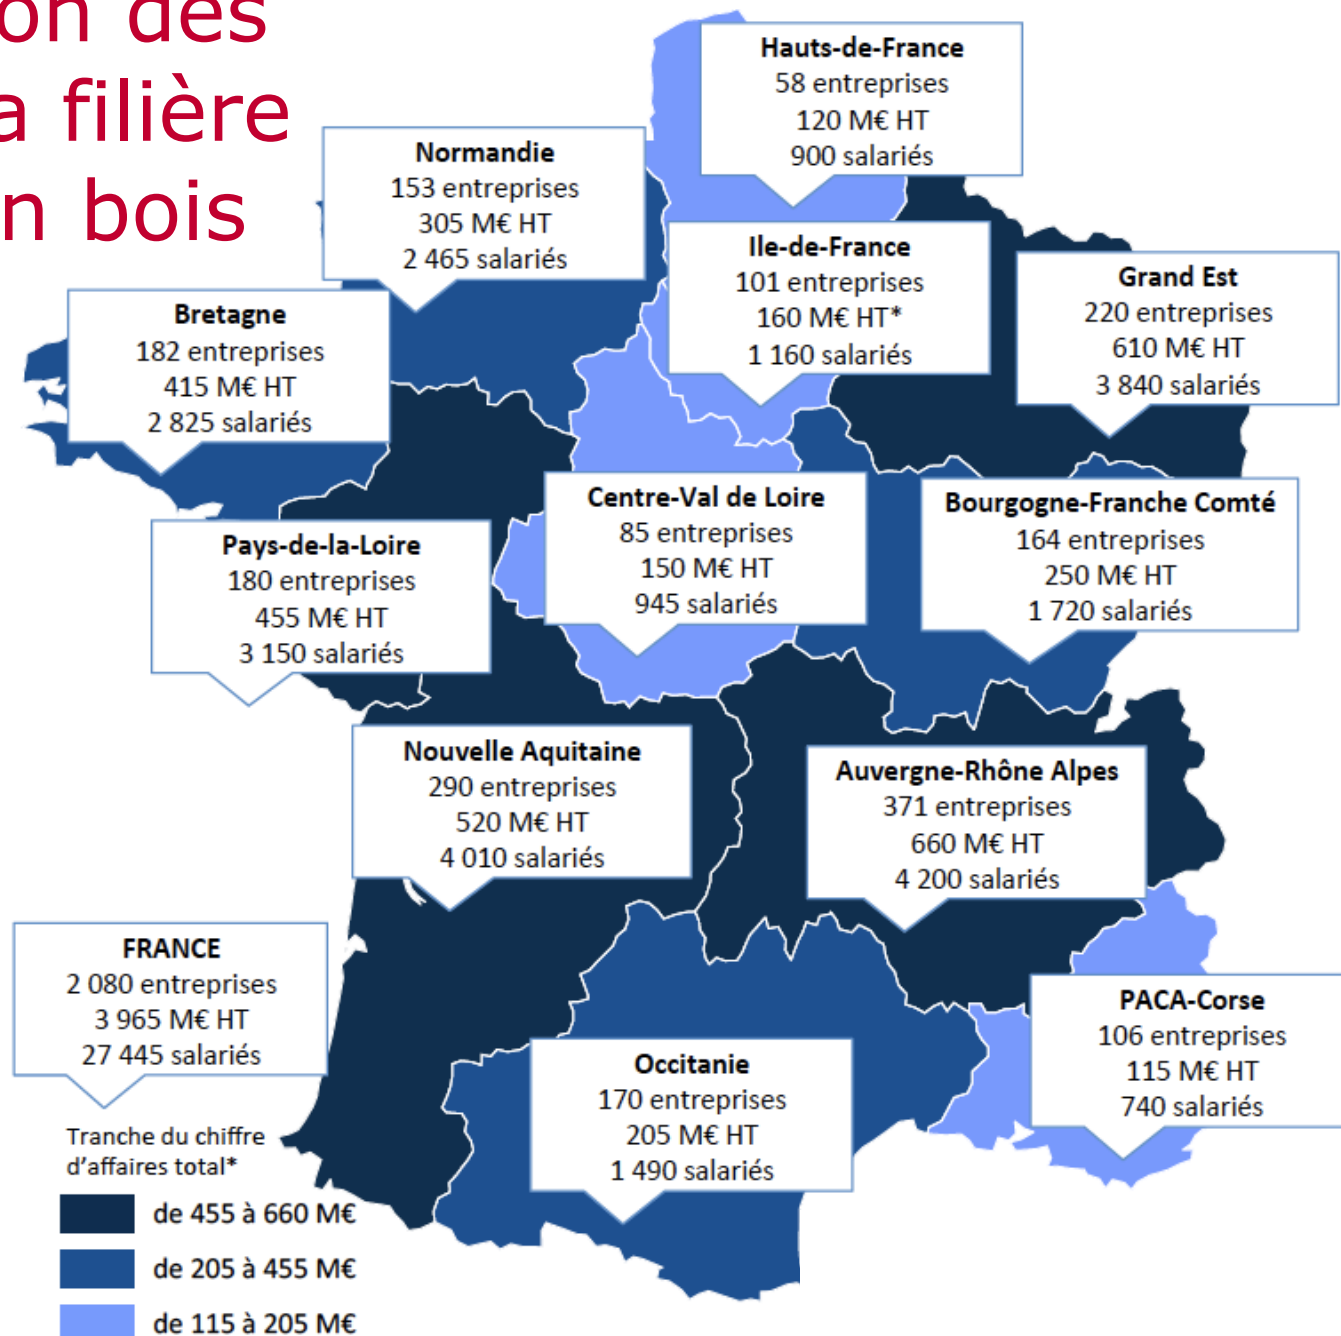 on des
a filière
n bois
Hauts-de-France
58 entreprises
120 M€ HT
900 salariés
Normandie
153 entreprises
305 M€ HT
2 465 salariés
Ile-de-France
101 entreprises
160 M€ HT*
1 160 salariés
Grand Est
220 entreprises
610 M€ HT
3 840 salariés
Bretagne
182 entreprises
415 M€ HT
2 825 salariés
Centre-Val de Loire
85 entreprises
150 M€ HT
945 salariés
Bourgogne-Franche Comté
164 entreprises
250 M€ HT
1 720 salariés
Pays-de-la-Loire
180 entreprises
455 M€ HT
3 150 salariés
Nouvelle Aquitaine
290 entreprises
520 M€ HT
4 010 salariés
Auvergne-Rhône Alpes
371 entreprises
660 M€ HT
4 200 salariés
FRANCE
2 080 entreprises
3 965 M€ HT
27 445 salariés
PACA-Corse
106 entreprises
115 M€ HT
740 salariés
Occitanie
170 entreprises
205 M€ HT
1 490 salariés
Tranche du chiffre
d'affaires total*
de 455 à 660 M€
de 205 à 455 M€
de 115 à 205 M€